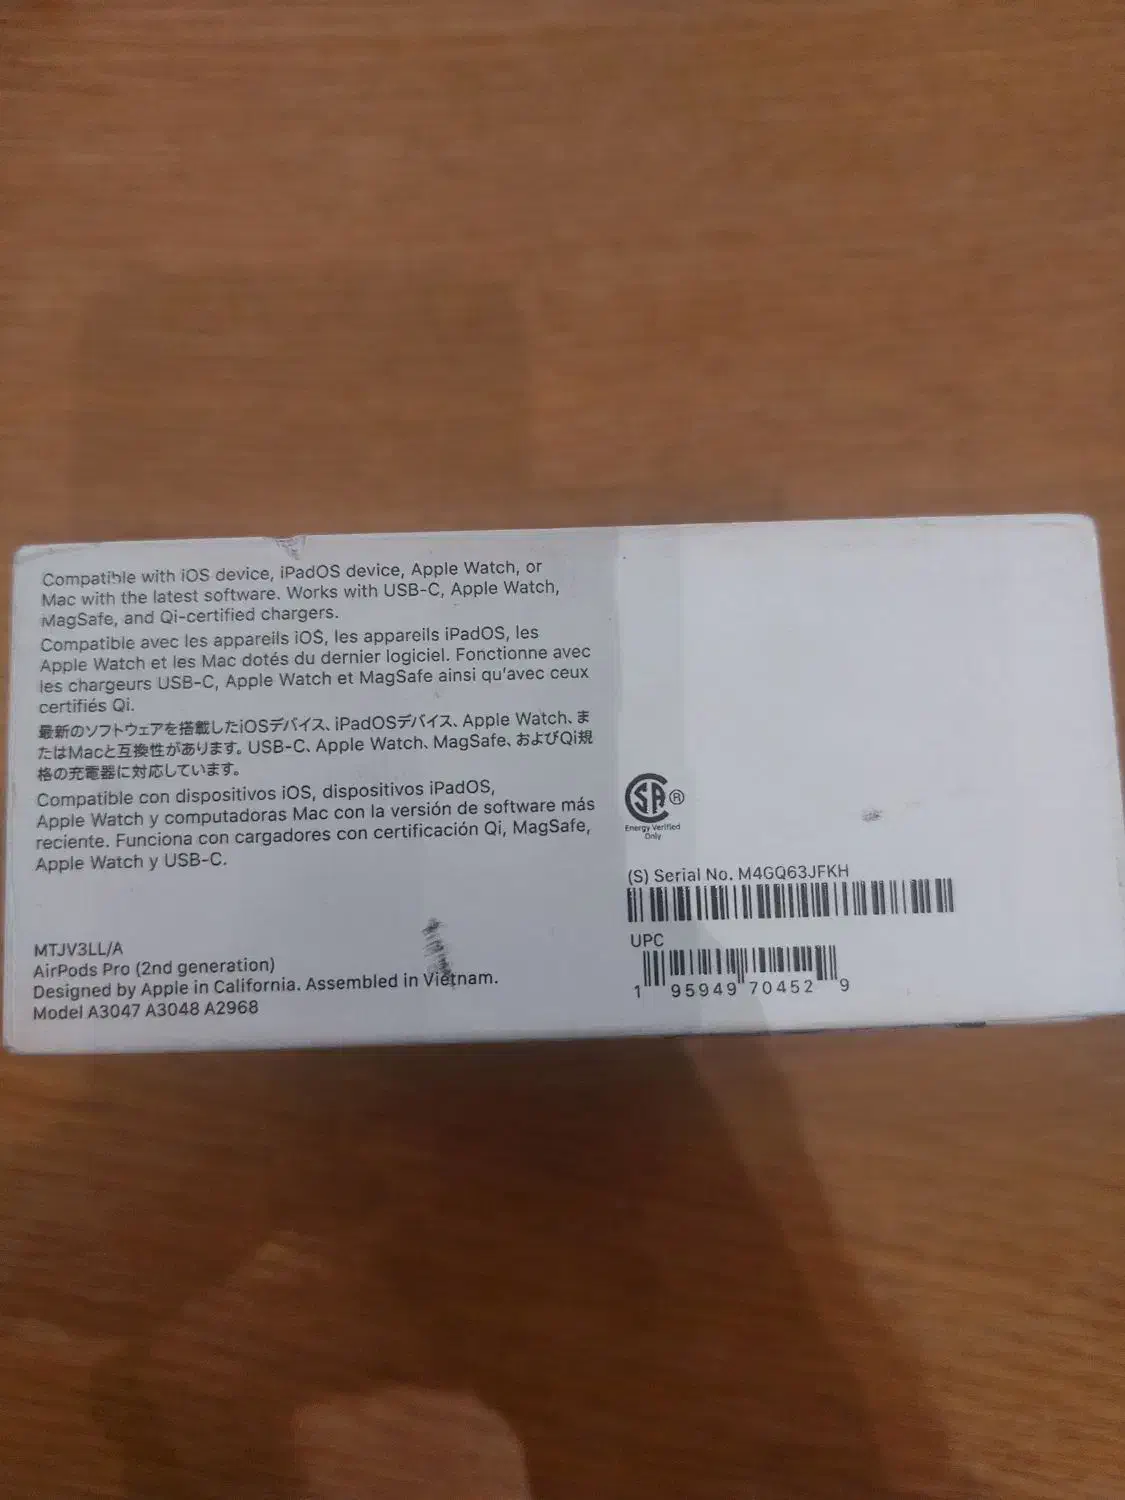 Compatible with iOS device, iPadOS device, Apple Watch, or
Mac with the latest software. Works with USB-C, Apple Watch,
MagSafe, and Qi-certified chargers.
Compatible avec les appareils iOS, les appareils iPadOS, les
Apple Watch et les Mac dotés du dernier logiciel. Fonctionne avec
les chargeurs USB-C, Apple Watch et MagSafe ainsi qu'avec ceux
certifiés Qi.
最新のソフトウェアを搭載したiOSデバイス、iPadOSデバイス、Apple Watch、ま
たはMacと互換性があります。USB-C、Apple Watch、MagSafe、およびQi規
格の充電器に対応しています。
Compatible con dispositivos iOS, dispositivos iPadOS,
Apple Watch y computadoras Mac con la versión de software más
reciente. Funciona con cargadores con certificación Qi, MagSafe,
Apple Watch y USB-C.
MTJV3LL/A
AirPods Pro (2nd generation)
Designed by Apple in California. Assembled in Vietnam.
Model A3047 A3048 A2968
SA ®
Energy Verified
Only
(S) Serial No. M4GQ63JFKH
UPC
1 95949 70452 9